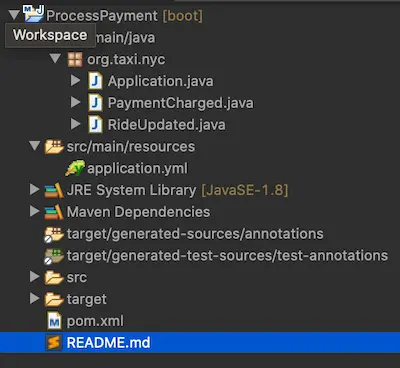 ProcessPayment [boot]
Workspace
main/java
org.taxi.nyc
Application.java
PaymentCharged.java
RideUpdated.java
src/main/resources
application.yml
JRE System Library [JavaSE-1.8]
Maven Dependencies
target/generated-sources/annotations
target/generated-test-sources/test-annotations
src
target
pom.xml
README.md